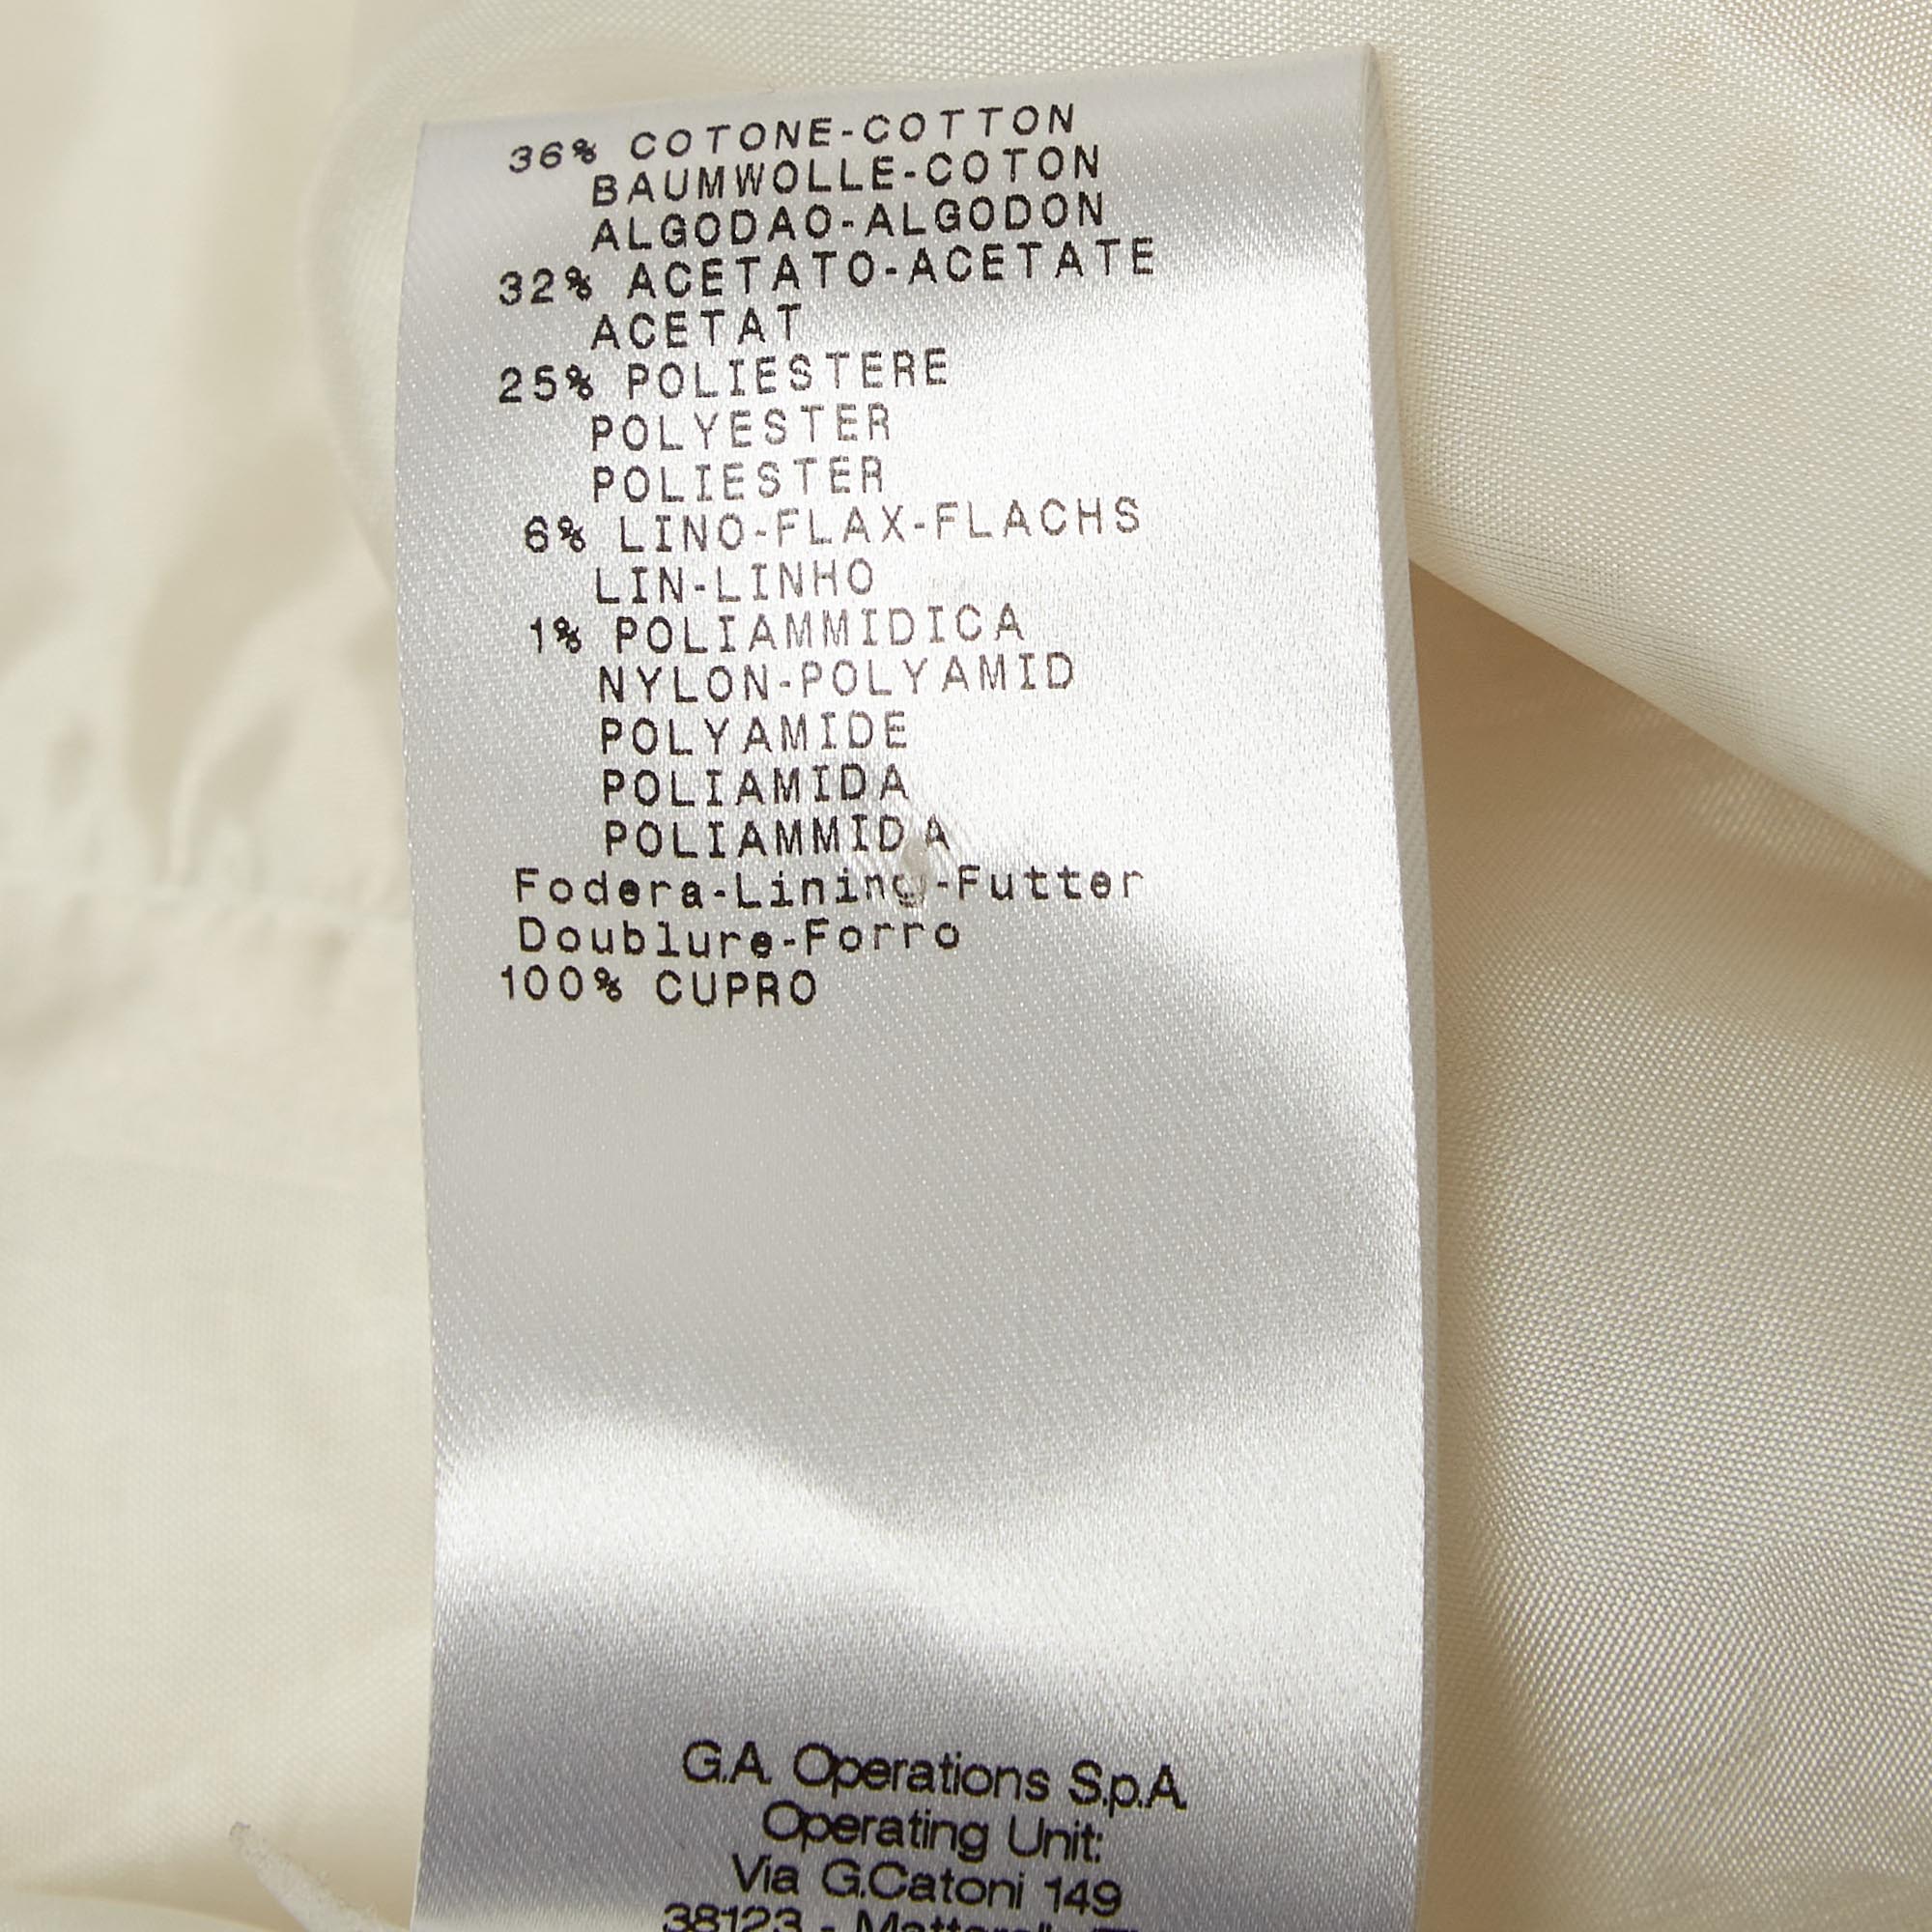 36% COTONE-COTTON
BAUMWOLLE-COTON
ALGODAO-ALGODON
32% ACETATO-ACETATE
ACETAT
25% POLIESTERE
POLYESTER
POLIESTER
6% LINO-FLAX-FLACHS
LIN-LINHO
1% POLIAMMIDICA
NYLON-POLYAMID
POLYAMIDE
POLIAMIDA
POLIAMMIDA
Fodera-Lining-Futter
Doublure-Forro
100% CUPRO
G.A. Operations S.p.A.
Operating Unit:
Via G.Catoni 149
38123 -